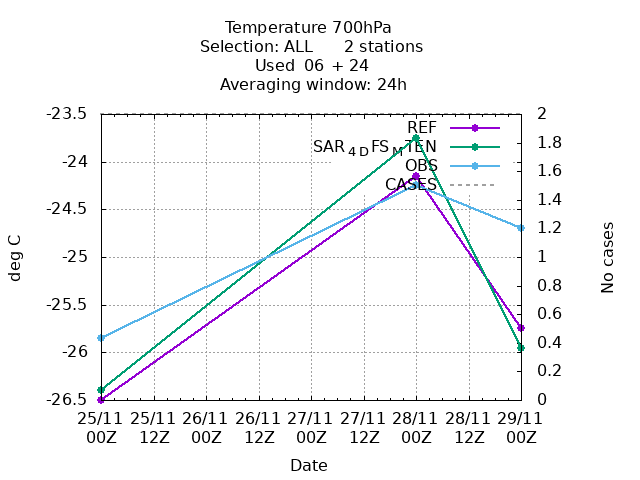 Temperature 700hPa
Selection: ALL 2 stations
Used 06 + 24
Averaging window: 24h
-23.5
-24
-24.5
-25
-25.5
-26
-26.5
deg C
REF
SAR4DFSMTEN
OBS
CASES
2
1.8
1.6
1.4
1.2
1
0.8
0.6
0.4
0.2
0
No cases
25/11 25/11 26/11 26/11 27/11 27/11 28/11 28/11 29/11
00Z 12Z 00Z 12Z 00Z 12Z 00Z 12Z 00Z
Date